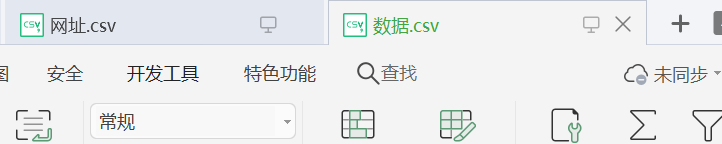 网址.csv 数据.csv
图 安全 开发工具 特色功能 查找 未同步
常规